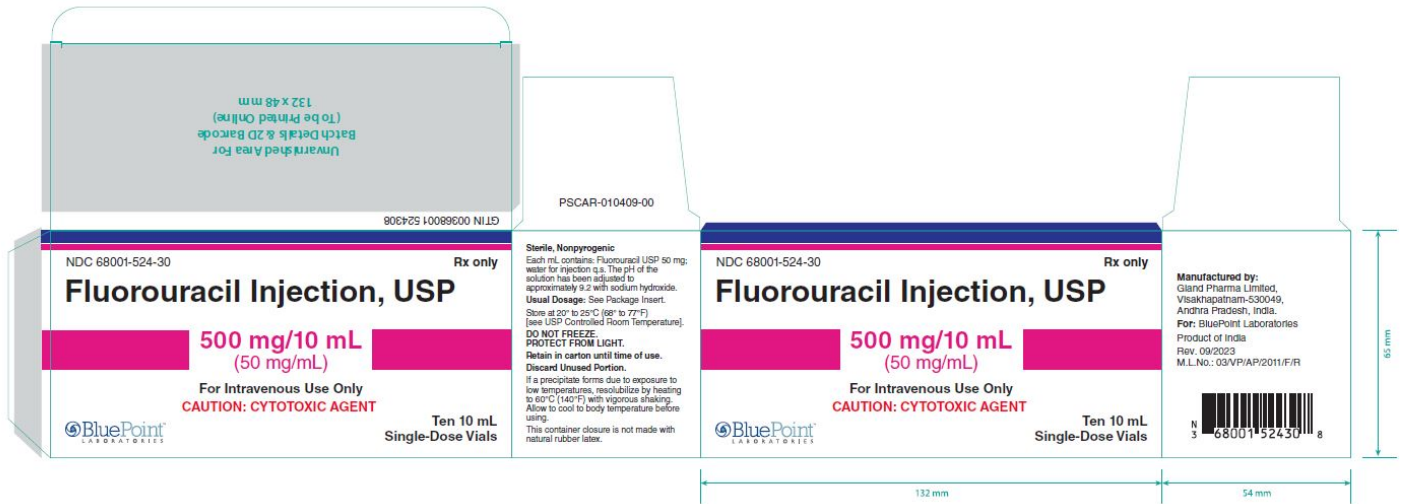 Unvarnished Area For
Batch Details & 2D Barcode
(To be Printed Online)
132 x 48 mm
GTIN 00368001524308
NDC 68001-524-30
Rx only
Fluorouracil Injection, USP
500 mg/10 mL
(50 mg/mL)
For Intravenous Use Only
CAUTION: CYTOTOXIC AGENT
BluePoint
LABORATORIES
Ten 10 mL
Single-Dose Vials
PSCAR-010409-00
Sterile, Nonpyrogenic
Each mL contains: Fluorouracil USP 50 mg;
water for injection q.s. The pH of the
solution has been adjusted to
approximately 9.2 with sodium hydroxide.
Usual Dosage: See Package Insert.
Store at 20° to 25°C (68° to 77°F)
[see USP Controlled Room Temperature].
DO NOT FREEZE.
PROTECT FROM LIGHT.
Retain in carton until time of use.
Discard Unused Portion.
If a precipitate forms due to exposure to
low temperatures, resolubilize by heating
to 60°C (140°F) with vigorous shaking.
Allow to cool to body temperature before
using.
This container closure is not made with
natural rubber latex.
NDC 68001-524-30
Rx only
Fluorouracil Injection, USP
500 mg/10 mL
(50 mg/mL)
For Intravenous Use Only
CAUTION: CYTOTOXIC AGENT
BluePoint
LABORATORIES
Ten 10 mL
Single-Dose Vials
Manufactured by:
Gland Pharma Limited,
Visakhapatnam-530049,
Andhra Pradesh, India.
For: BluePoint Laboratories
Product of India
Rev. 09/2023
M.L.No.: 03/VP/AP/2011/F/R
N
3 68001 52430 8
65 mm
132 mm
54 mm